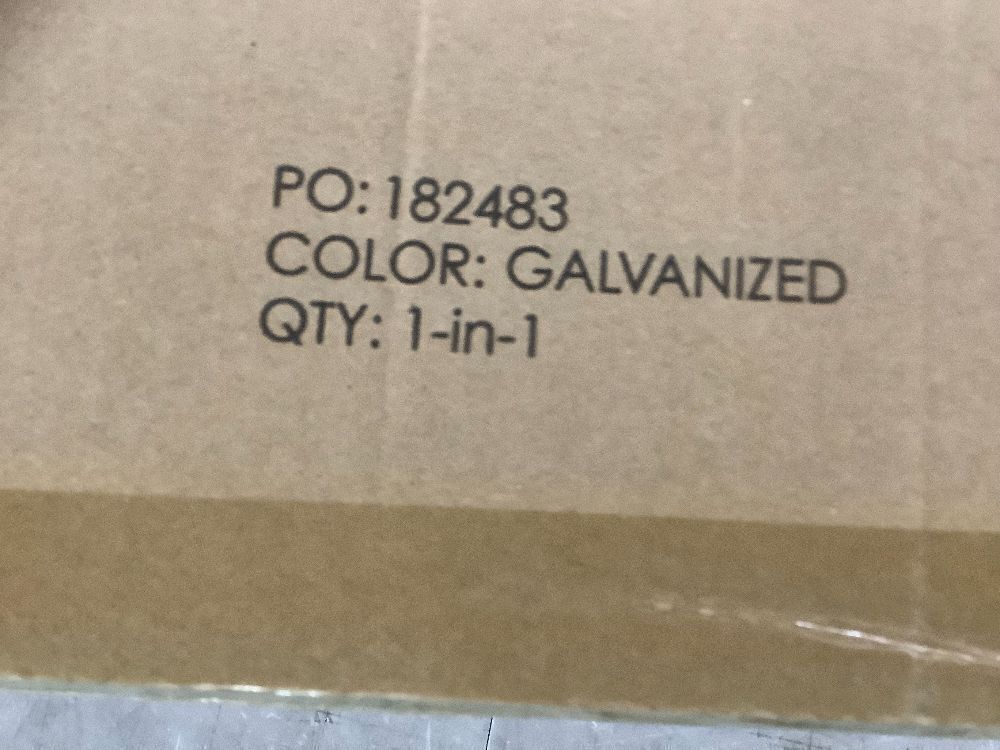 PO: 182483
COLOR: GALVANIZED
QTY: 1-in-1